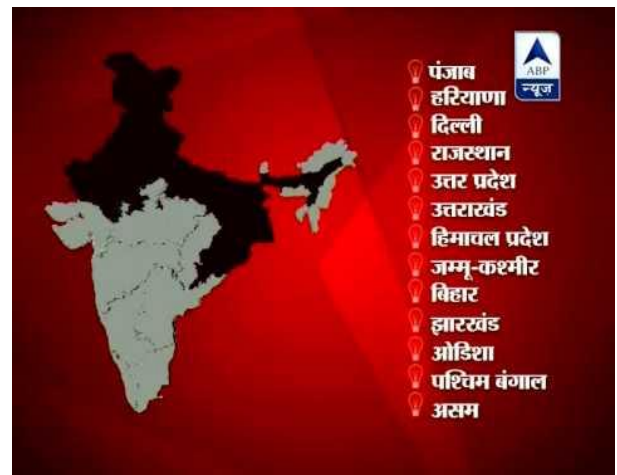 ABP
न्यूज़
पंजाब
हरियाणा
दिल्ली
राजस्थान
उत्तर प्रदेश
उत्तराखंड
हिमाचल प्रदेश
जम्मू-कश्मीर
बिहार
झारखंड
ओडिशा
पश्चिम बंगाल
असम